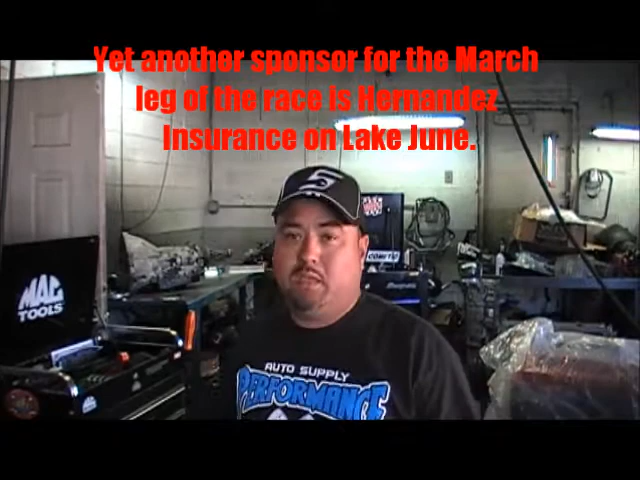 Yet another sponsor for the March
leg of the race is Hernandez
Insurance on Lake June.
5
MAC
TOOLS
AUTO SUPPLY
PERFORMANCE